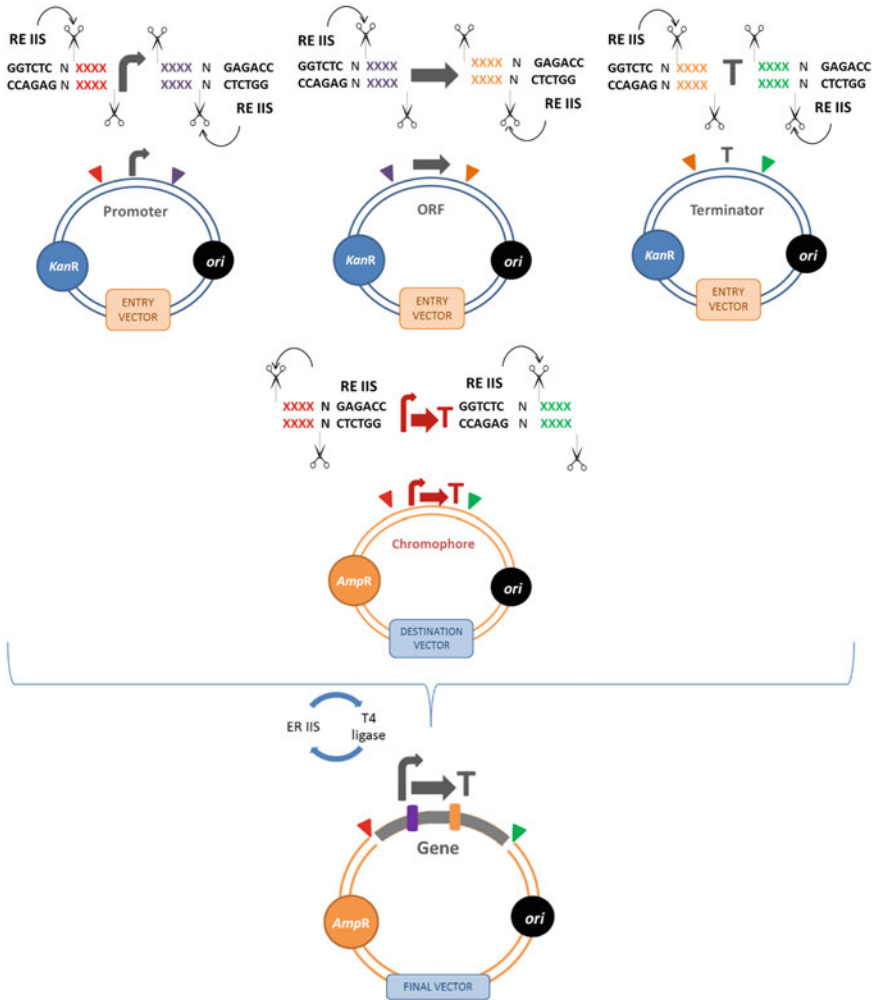 RE IIS
GGTCTC N XXXX XXXX N GAGACC
CCAGAG N XXXX XXXX N CTCTGG
RE IIS
Promoter
KanR
ori
ENTRY
VECTOR
RE IIS
GGTCTC N XXXX XXXX N GAGACC
CCAGAG N XXXX XXXX N CTCTGG
RE IIS
ORF
KanR
ori
ENTRY
VECTOR
RE IIS
GGTCTC N XXXX T XXXX N GAGACC
CCAGAG N XXXX XXXX N CTCTGG
RE IIS
T
Terminator
KanR
ori
ENTRY
VECTOR
RE IIS RE IIS
XXXX N GAGACC T GGTCTC N XXXX
XXXX N CTCTGG CCAGAG N XXXX
T
Chromophore
AmpR
ori
DESTINATION
VECTOR
ER IIS
T4
ligase
T
Gene
AmpR
ori
FINAL VECTOR